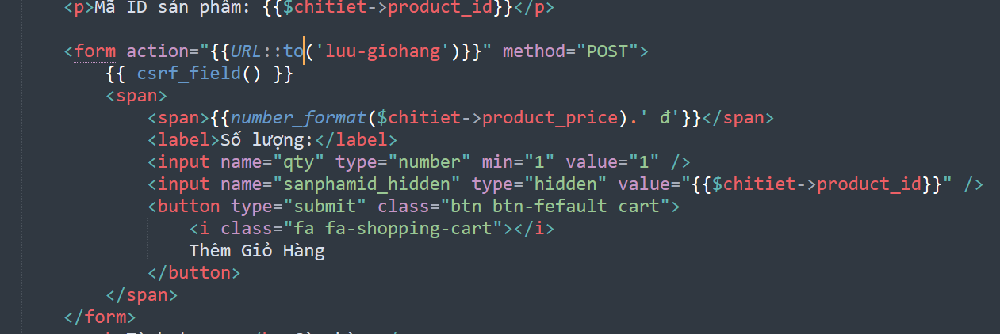 <p>Mã ID sản phẩm: {{$chitiet->product_id}}</p>
<form action="{{URL::to('luu-giohang')}}" method="POST">
{{ csrf_field() }}
<span>
<span>{{number_format($chitiet->product_price).' đ'}}</span>
<label>Số lượng:</label>
<input name="qty" type="number" min="1" value="1" />
<input name="sanphamid_hidden" type="hidden" value="{{$chitiet->product_id}}" />
<button type="submit" class="btn btn-fefault cart">
<i class="fa fa-shopping-cart"></i>
Thêm Giỏ Hàng
</button>
</span>
</form>